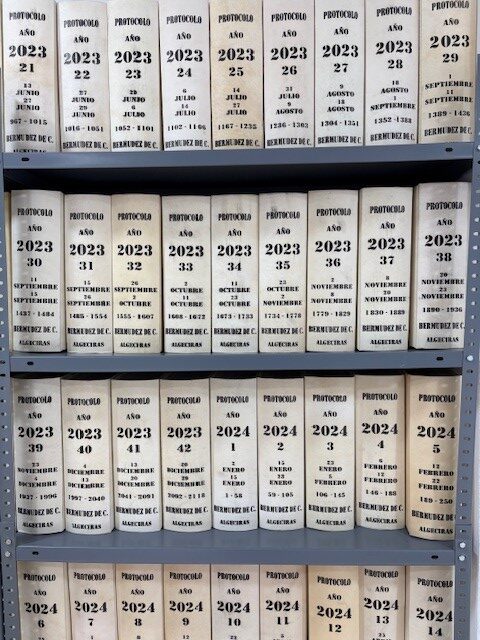 PROTOCOLO
AÑO
2023
21
13
JUNIO
27
JUNIO
967 - 1015
BERMUDEZ DE C.
ALGECIRAS
PROTOCOLO
AÑO
2023
22
27
JUNIO
29
JUNIO
1016 - 1051
BERMUDEZ DE C.
PROTOCOLO
AÑO
2023
23
JUNIO
6
JULIO
1052 - 1101
BERMUDEZ DE C.
PROTOCOLO
AÑO
2023
24
6
JULIO
14
JULIO
1102 - 1166
BERMUDEZ DE C.
PROTOCOLO
AÑO
2023
25
14
JULIO
27
JULIO
1167 - 1235
BERMUDEZ DE C.
PROTOCOLO
AÑO
2023
26
31
JULIO
9
AGOSTO
1236 - 1303
BERMUDEZ DE C.
PROTOCOLO
AÑO
2023
27
9
AGOSTO
18
AGOSTO
1304 - 1351
BERMUDEZ DE C.
PROTOCOLO
AÑO
2023
28
18
AGOSTO
1
SEPTIEMBRE
1352 - 1388
BERMUDEZ DE C.
PROTOCOLO
AÑO
2023
29
1
SEPTIEMBRE
11
SEPTIEMBRE
1389 - 1436
BERMUDEZ DE C.
PROTOCOLO
AÑO
2023
30
11
SEPTIEMBRE
15
SEPTIEMBRE
1437 - 1484
BERMUDEZ DE C.
ALGECIRAS
PROTOCOLO
AÑO
2023
31
15
SEPTIEMBRE
26
SEPTIEMBRE
1485 - 1554
BERMUDEZ DE C.
ALGECIRAS
PROTOCOLO
AÑO
2023
32
26
SEPTIEMBRE
2
OCTUBRE
1555 - 1607
BERMUDEZ DE C.
ALGECIRAS
PROTOCOLO
AÑO
2023
33
2
OCTUBRE
11
OCTUBRE
1608 - 1672
BERMUDEZ DE C.
ALGECIRAS
PROTOCOLO
AÑO
2023
34
11
OCTUBRE
23
OCTUBRE
1673 - 1733
BERMUDEZ DE C.
ALGECIRAS
PROTOCOLO
AÑO
2023
35
23
OCTUBRE
2
NOVIEMBRE
1734 - 1778
BERMUDEZ DE C.
ALGECIRAS
PROTOCOLO
AÑO
2023
36
2
NOVIEMBRE
8
NOVIEMBRE
1779 - 1829
BERMUDEZ DE C.
ALGECIRAS
PROTOCOLO
AÑO
2023
37
8
NOVIEMBRE
20
NOVIEMBRE
1830 - 1889
BERMUDEZ DE C.
ALGECIRAS
PROTOCOLO
AÑO
2023
38
20
NOVIEMBRE
23
NOVIEMBRE
1890 - 1936
BERMUDEZ DE C.
ALGECIRAS
PROTOCOLO
AÑO
2023
39
23
NOVIEMBRE
4
DICIEMBRE
1937 - 1996
BERMUDEZ DE C.
ALGECIRAS
PROTOCOLO
AÑO
2023
40
4
DICIEMBRE
13
DICIEMBRE
1997 - 2040
BERMUDEZ DE C.
ALGECIRAS
PROTOCOLO
AÑO
2023
41
13
DICIEMBRE
20
DICIEMBRE
2041 - 2091
BERMUDEZ DE C.
ALGECIRAS
PROTOCOLO
AÑO
2023
42
20
DICIEMBRE
29
DICIEMBRE
2092 - 2118
BERMUDEZ DE C.
ALGECIRAS
PROTOCOLO
AÑO
2024
1
2
ENERO
15
ENERO
1 - 58
BERMUDEZ DE C.
ALGECIRAS
PROTOCOLO
AÑO
2024
2
15
ENERO
23
ENERO
59 - 105
BERMUDEZ DE C.
ALGECIRAS
PROTOCOLO
AÑO
2024
3
23
ENERO
5
FEBRERO
106 - 145
BERMUDEZ DE C.
ALGECIRAS
PROTOCOLO
AÑO
2024
4
6
FEBRERO
12
FEBRERO
146 - 188
BERMUDEZ DE C.
ALGECIRAS
PROTOCOLO
AÑO
2024
5
12
FEBRERO
22
FEBRERO
189 - 250
BERMUDEZ DE C.
ALGECIRAS
PROTOCOLO
AÑO
2024
6
PROTOCOLO
AÑO
2024
7
PROTOCOLO
AÑO
2024
8
PROTOCOLO
AÑO
2024
9
PROTOCOLO
AÑO
2024
10
PROTOCOLO
AÑO
2024
11
PROTOCOLO
AÑO
2024
12
PROTOCOLO
AÑO
2024
13
PROTOCOLO
AÑO
2024
14